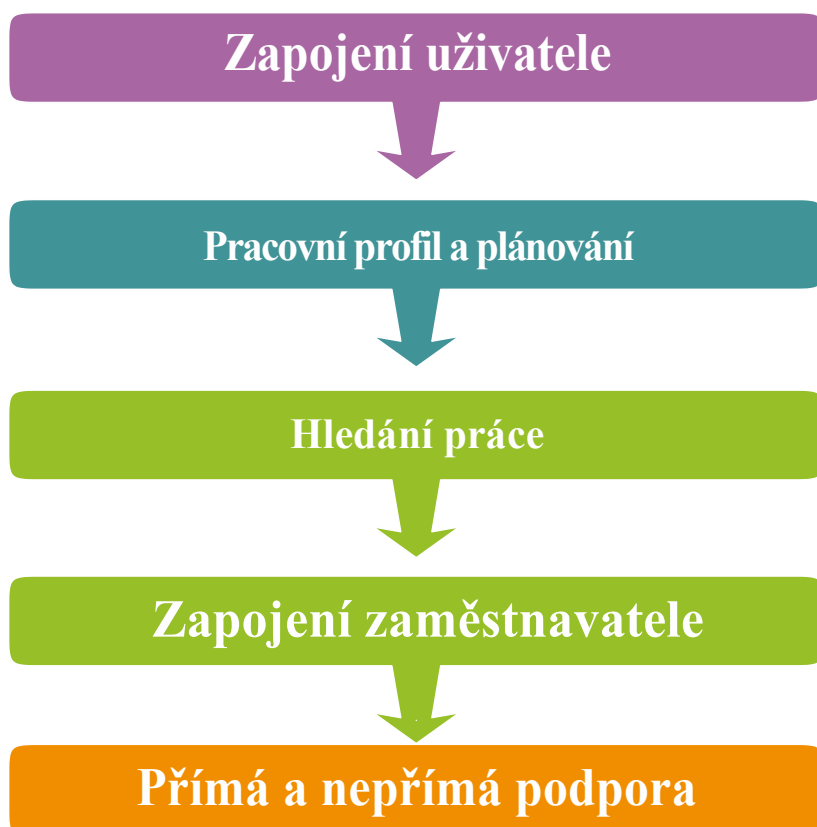 Zapojení uživatele
Pracovní profil a plánování
Hledání práce
Zapojení zaměstnavatele
Přímá a nepřímá podpora